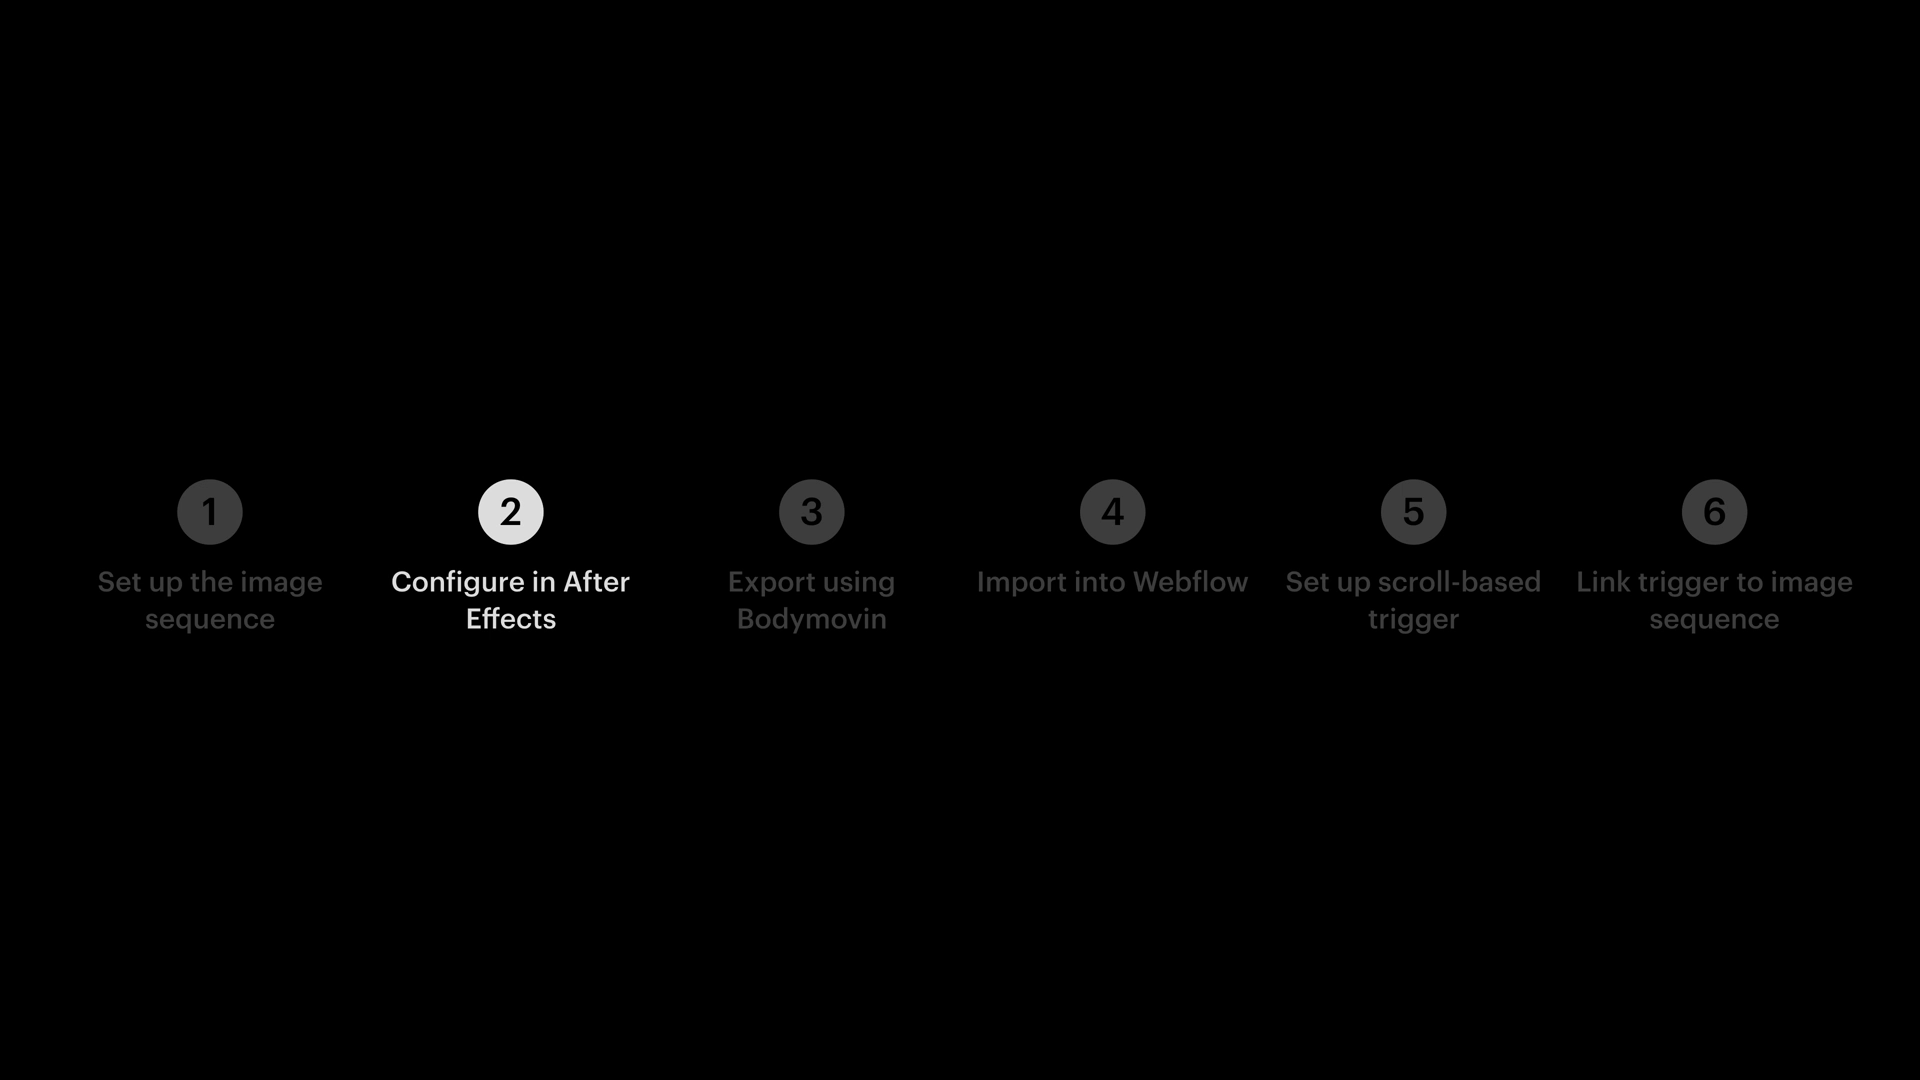 1
Set up the image
sequence
2
Configure in After
Effects
3
Export using
Bodymovin
4
Import into Webflow
5
Set up scroll-based
trigger
6
Link trigger to image
sequence